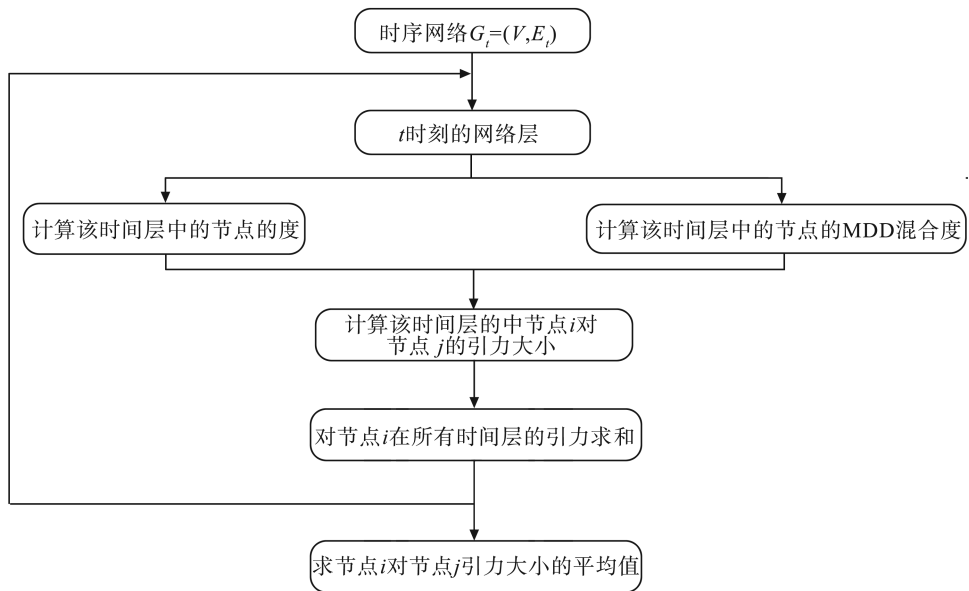 时序网络Gt=(V,Et)
t时刻的网络层
计算该时间层中的节点的度
计算该时间层中的节点的MDD混合度
计算该时间层的中节点i对
节点j的引力大小
对节点i在所有时间层的引力求和
求节点i对节点j引力大小的平均值